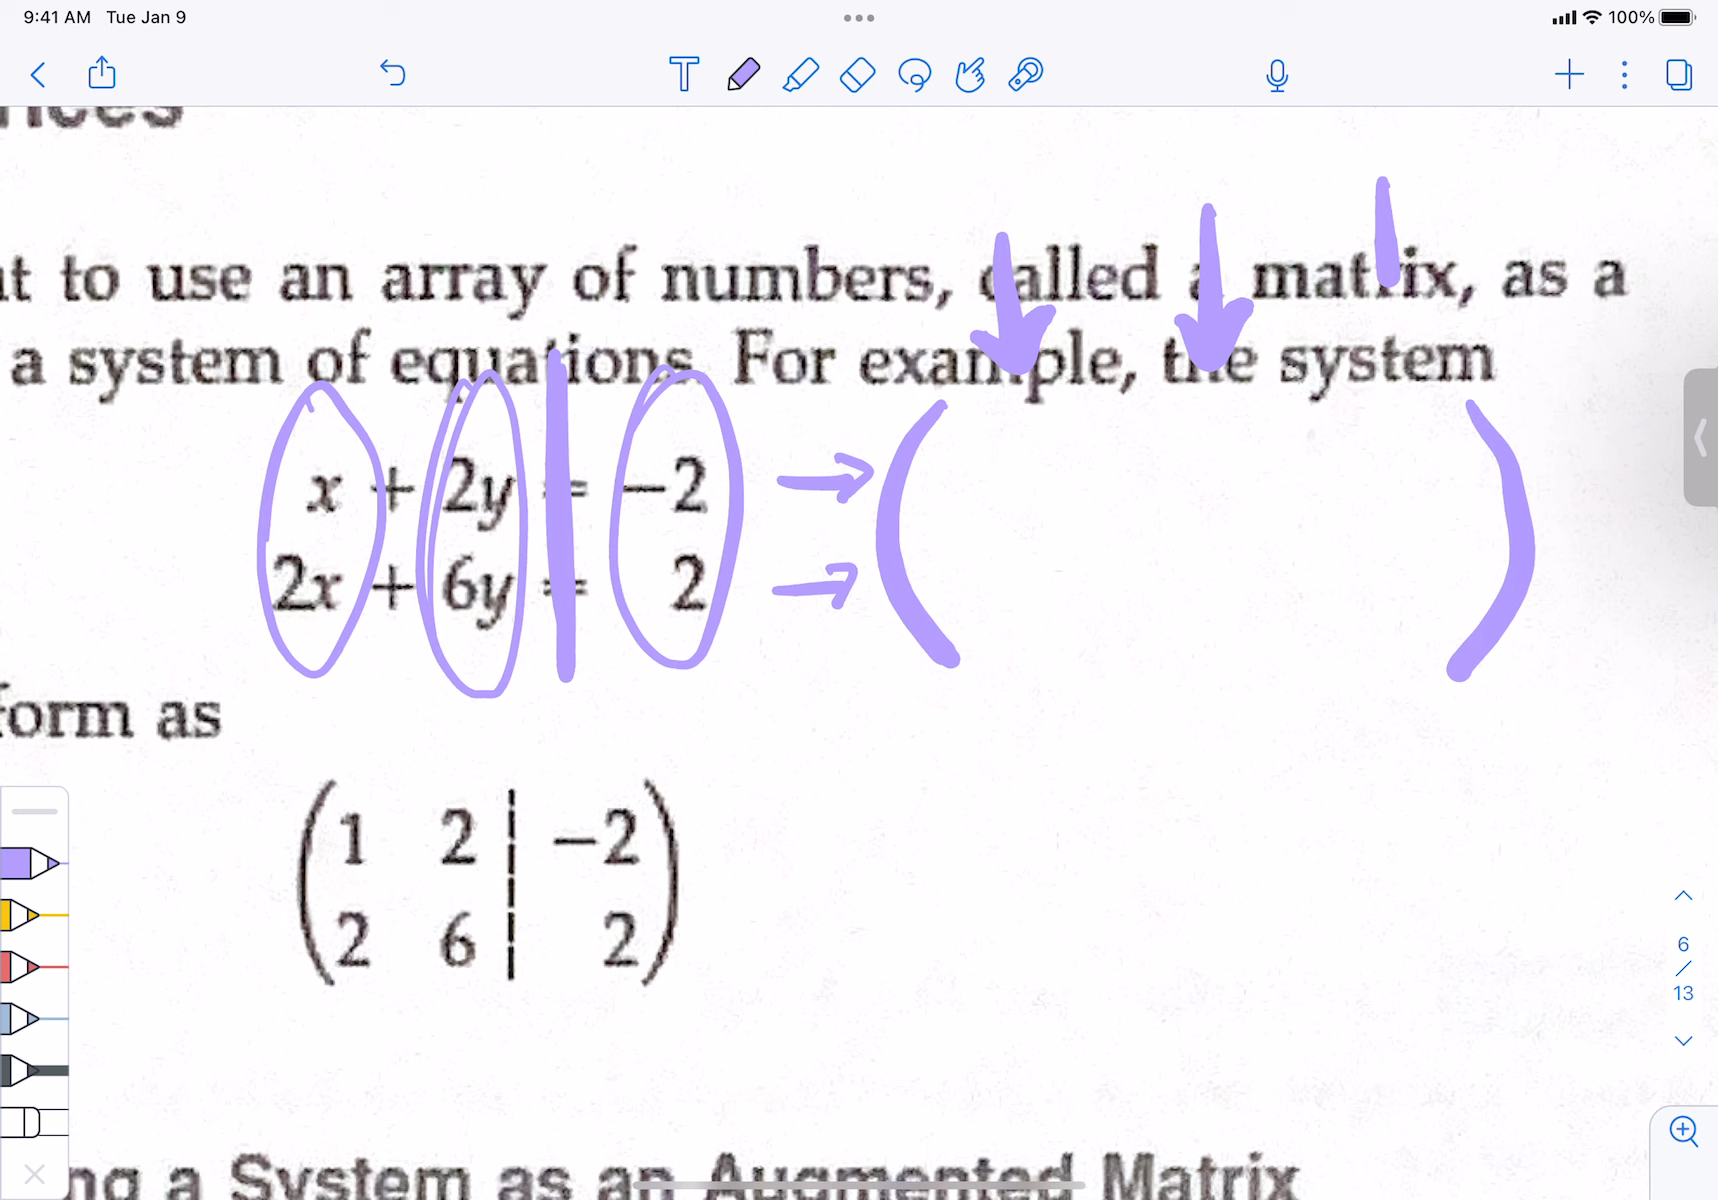 9:41 AM Tue Jan 9
100%
to use an array of numbers, called a matrix, as a
a system of equations. For example, the system
x + 2y = −2
2x + 6y = 2
form as
1 2 −2
2 6 2
6
13
a System as an Augmented Matrix